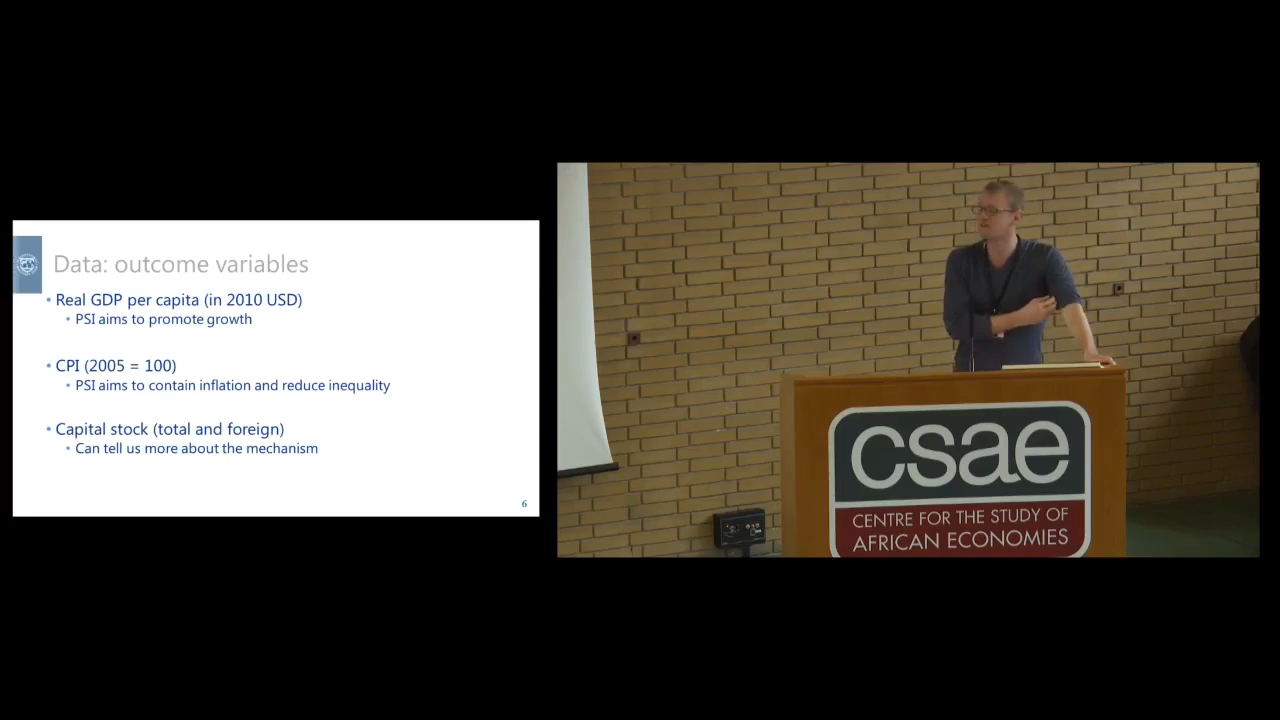 Data: outcome variables
• Real GDP per capita (in 2010 USD)
• PSI aims to promote growth
• CPI (2005 = 100)
• PSI aims to contain inflation and reduce inequality
• Capital stock (total and foreign)
• Can tell us more about the mechanism
6
csae
CENTRE FOR THE STUDY OF
AFRICAN ECONOMIES